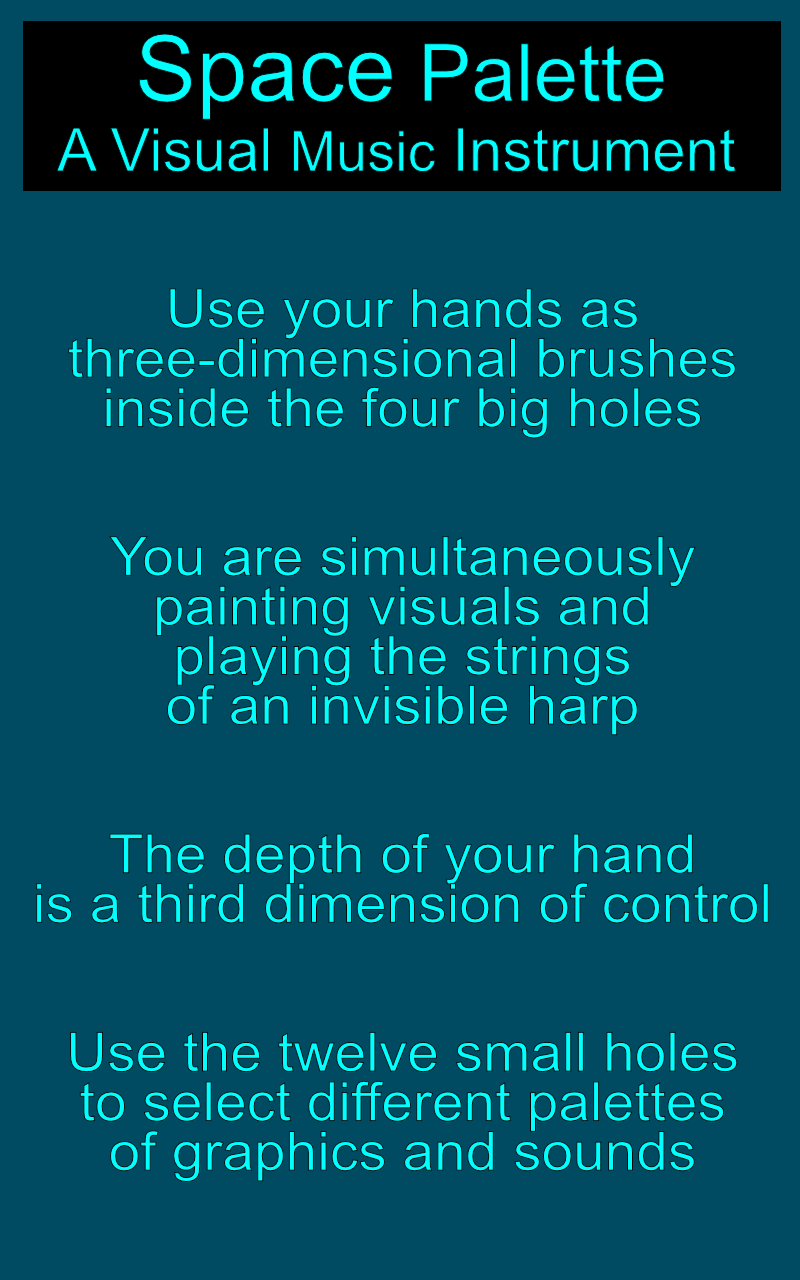 Space Palette
A Visual Music Instrument
Use your hands as
three-dimensional brushes
inside the four big holes
You are simultaneously
painting visuals and
playing the strings
of an invisible harp
The depth of your hand
is a third dimension of control
Use the twelve small holes
to select different palettes
of graphics and sounds